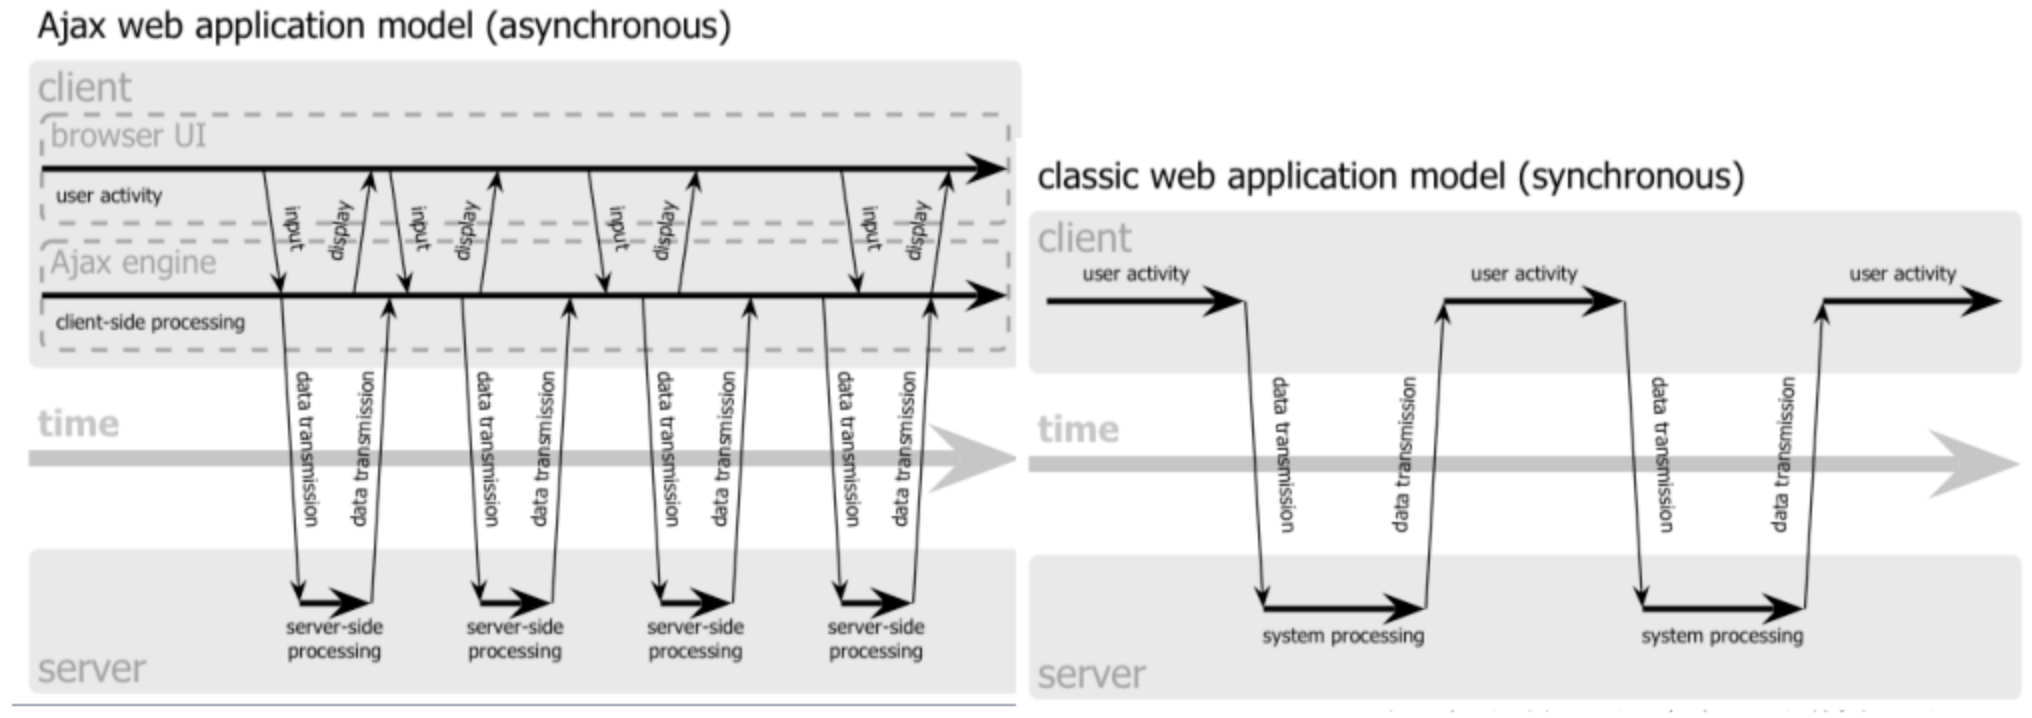 Ajax web application model (asynchronous)
client
browser UI
user activity
input
display
input
display
input
display
input
display
Ajax engine
client-side processing
data transmission
data transmission
data transmission
data transmission
data transmission
data transmission
data transmission
data transmission
time
server-side
processing
server-side
processing
server-side
processing
server-side
processing
server
classic web application model (synchronous)
client
user activity
user activity
user activity
data transmission
data transmission
data transmission
data transmission
time
system processing
system processing
server